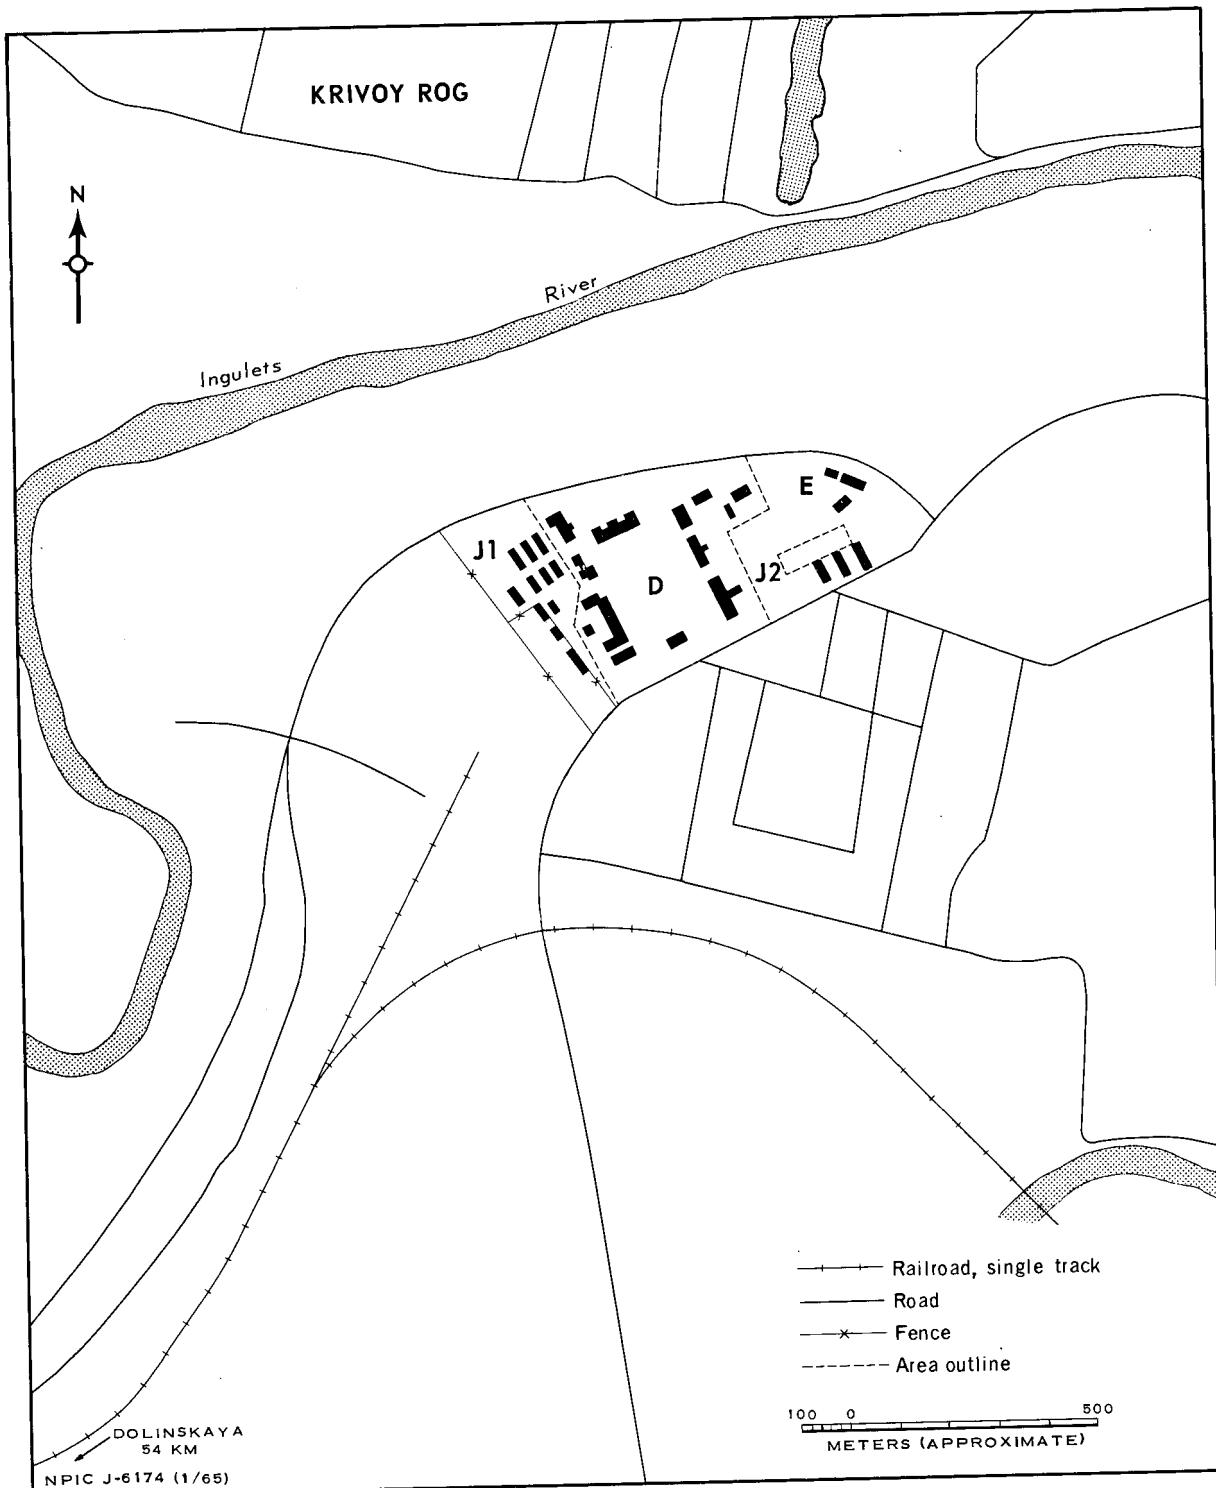 KRIVOY ROG
N
River
Ingulets
E
J1
J2
D
Railroad, single track
Road
Fence
Area outline
100 0 500
METERS (APPROXIMATE)
DOLINSKAYA
54 KM
NPIC J-6174 (1/65)